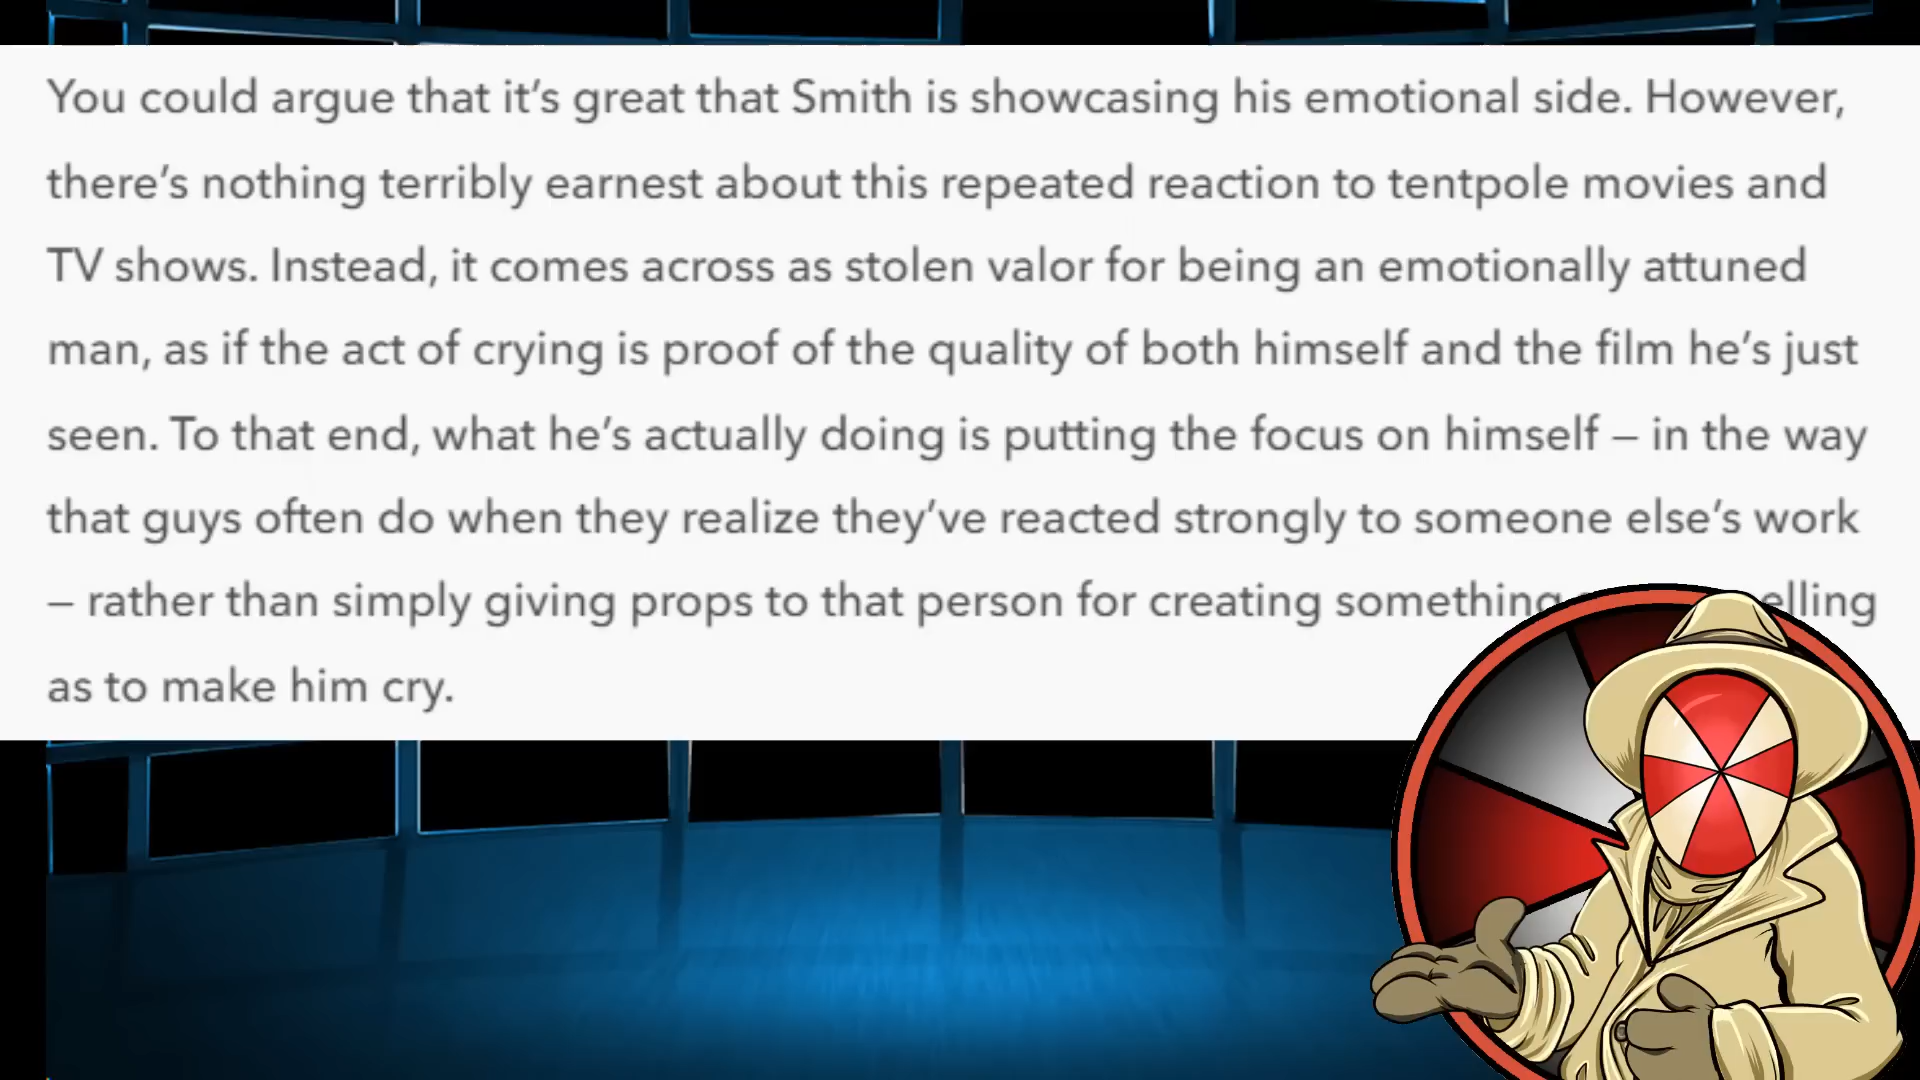 You could argue that it’s great that Smith is showcasing his emotional side. However,
there’s nothing terribly earnest about this repeated reaction to tentpole movies and
TV shows. Instead, it comes across as stolen valor for being an emotionally attuned
man, as if the act of crying is proof of the quality of both himself and the film he’s just
seen. To that end, what he’s actually doing is putting the focus on himself – in the way
that guys often do when they realize they’ve reacted strongly to someone else’s work
– rather than simply giving props to that person for creating something
as to make him cry.